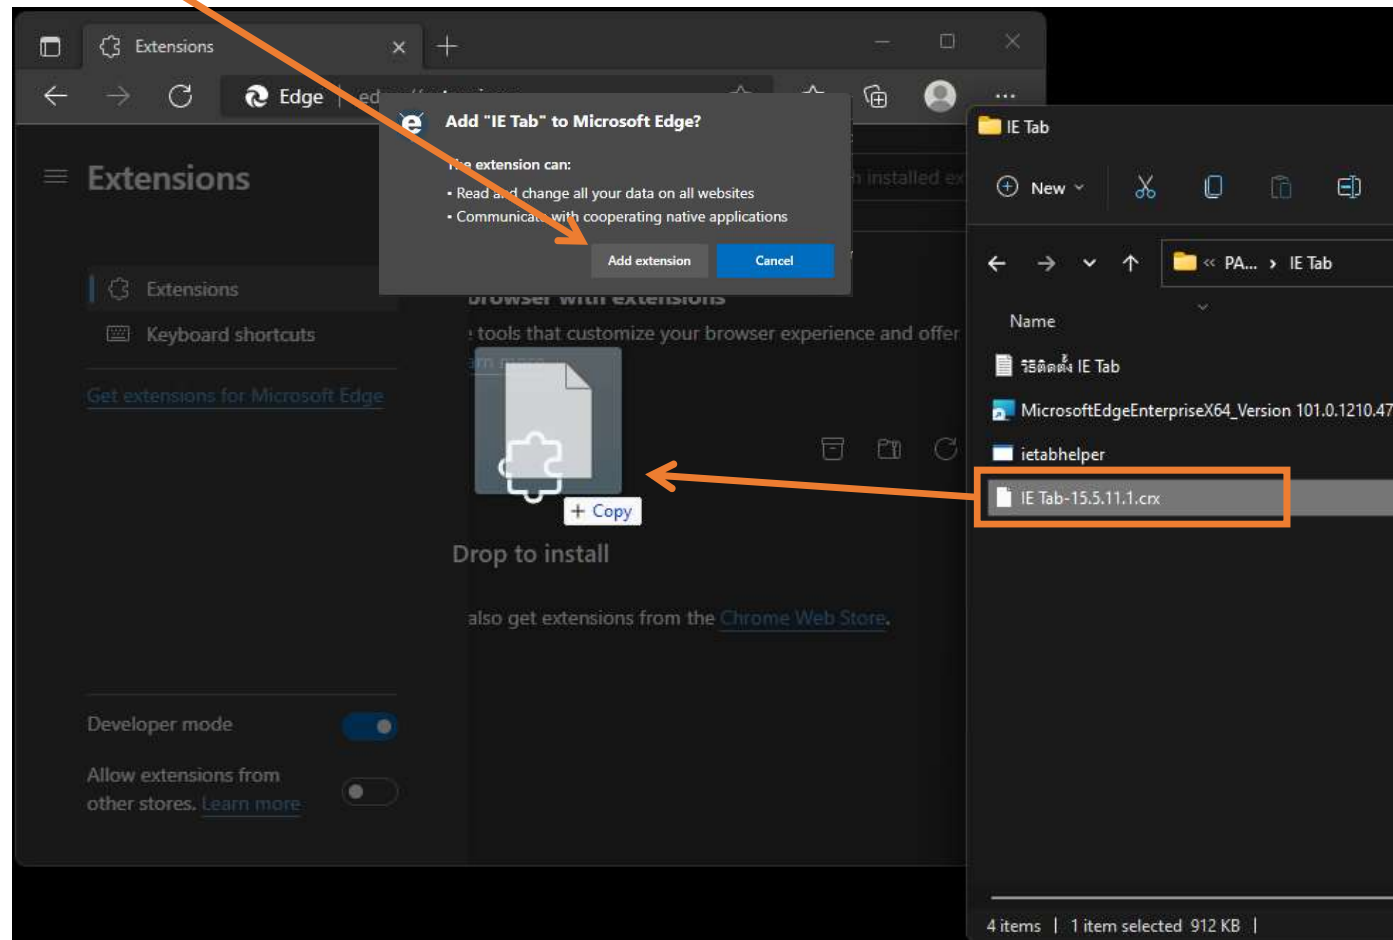 Extensions
Edge
Add "IE Tab" to Microsoft Edge?
The extension can:
• Read and change all your data on all websites
• Communicate with cooperating native applications
Add extension
Cancel
Extensions
Extensions
Keyboard shortcuts
Get extensions for Microsoft Edge
browser with extensions
tools that customize your browser experience and offer
+ Copy
Drop to install
also get extensions from the Chrome Web Store.
Developer mode
Allow extensions from
other stores. Learn more
IE Tab
New
« PA... › IE Tab
Name
วิธีติดตั้ง IE Tab
MicrosoftEdgeEnterpriseX64_Version 101.0.1210.47
ietabhelper
IE Tab-15.5.11.1.crx
4 items | 1 item selected 912 KB |